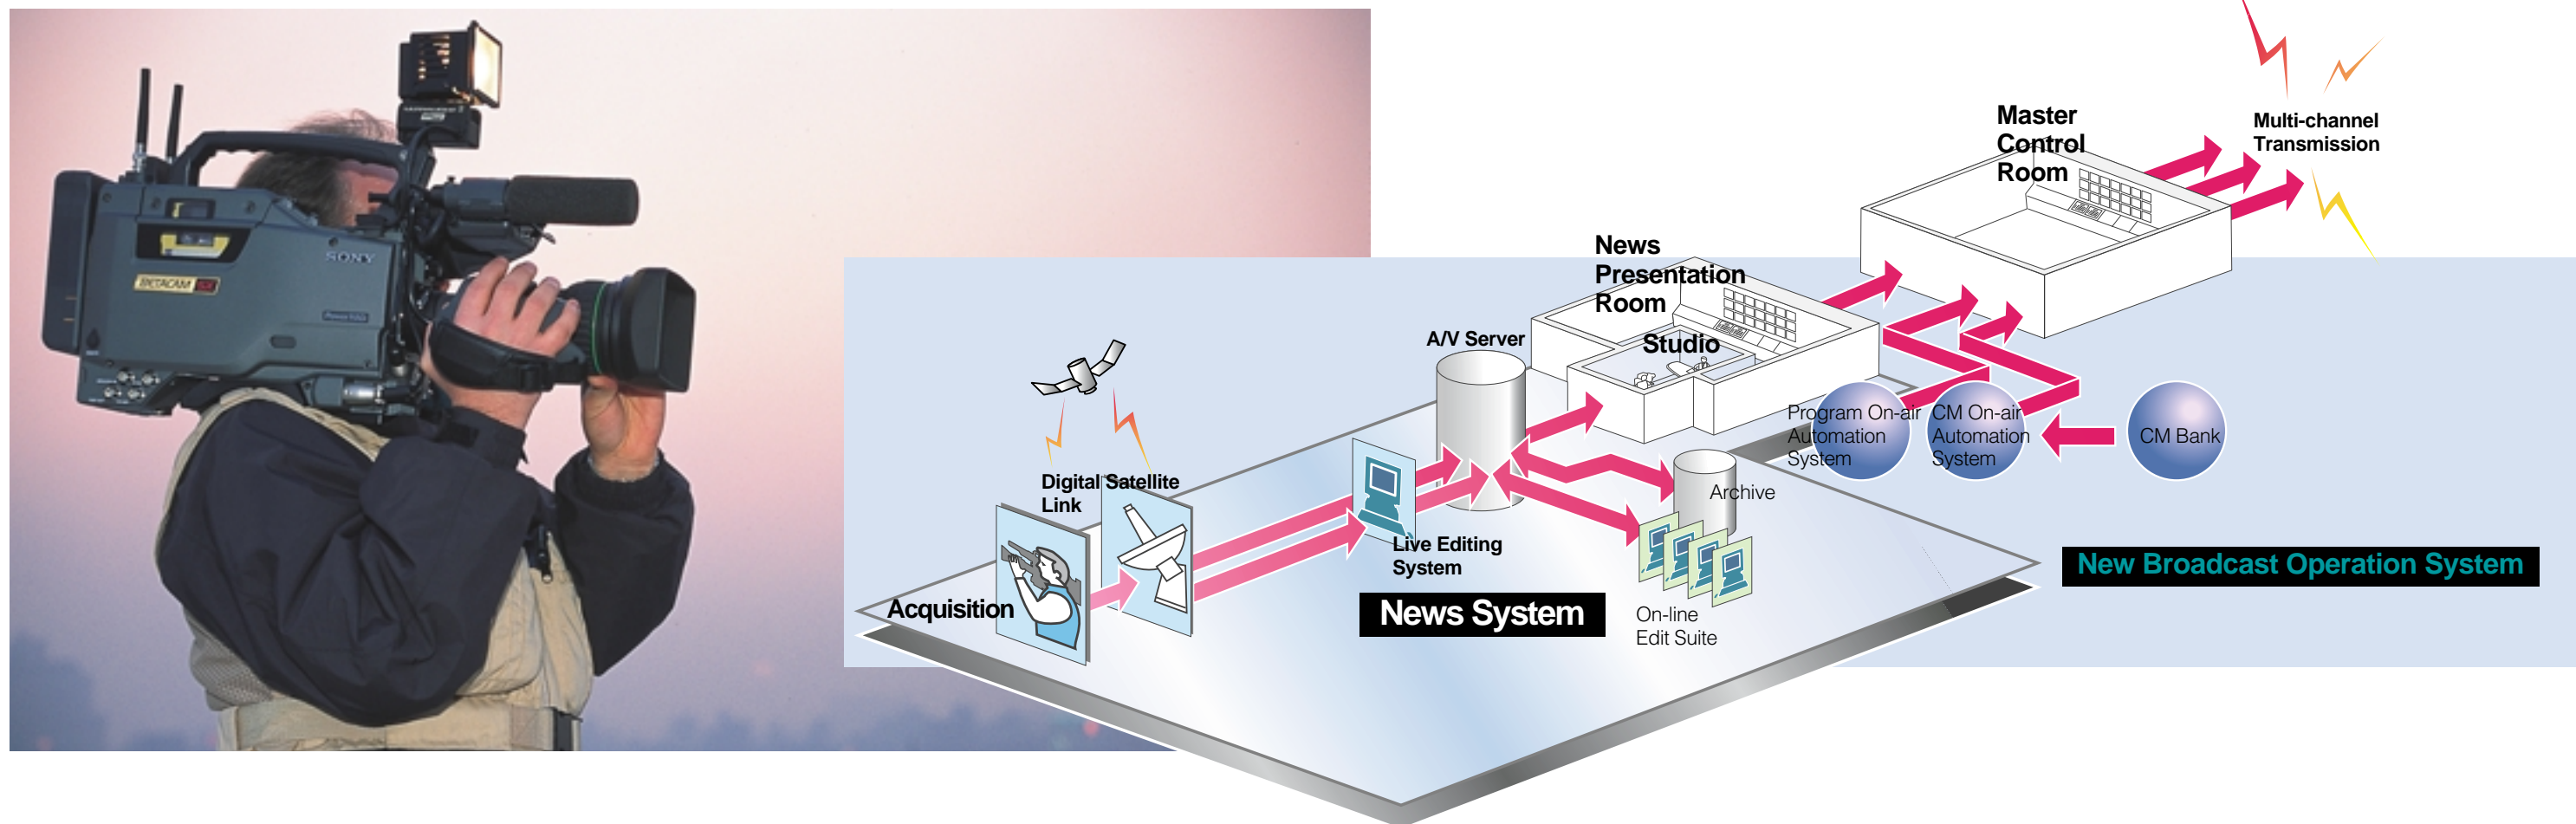 SONY
BETACAM SX
Master
Control
Room
Multi-channel
Transmission
News
Presentation
Room
A/V Server
Studio
Program On-air
Automation
System
CM On-air
Automation
System
CM Bank
Digital Satellite
Link
Archive
Live Editing
System
New Broadcast Operation System
Acquisition
News System
On-line
Edit Suite